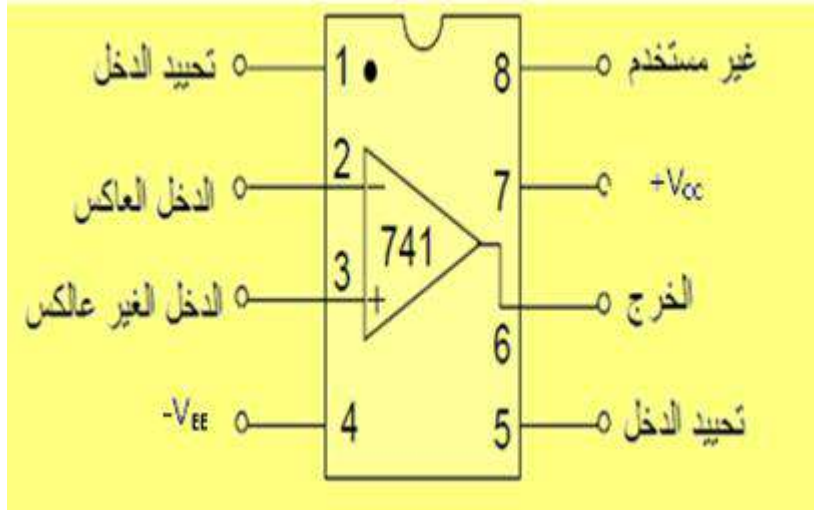 تحييد الدخل
1
8
غير مستخدم
الدخل العاكس
2
−
7
+Vcc
741
الدخل الغير عالكس
3
+
6
الخرج
-VEE
4
5
تحييد الدخل